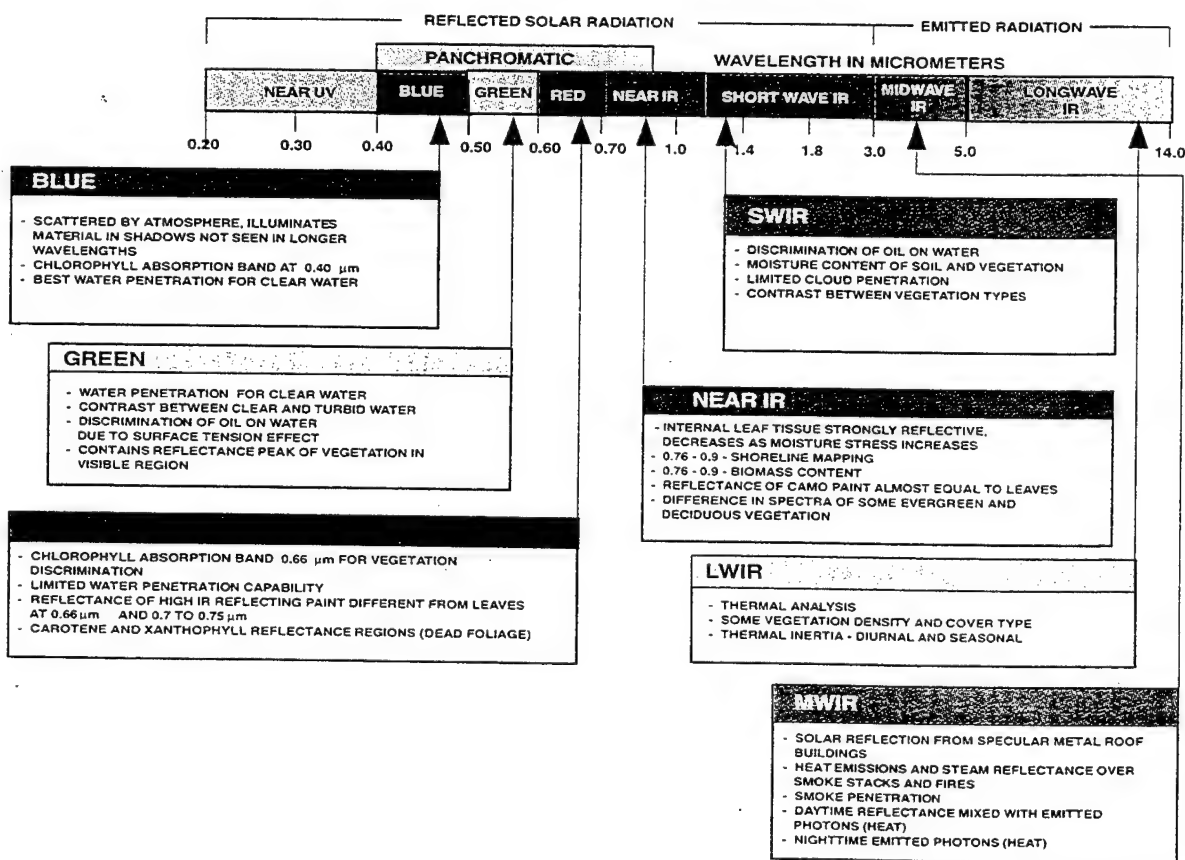 REFLECTED SOLAR RADIATION
EMITTED RADIATION
PANCHROMATIC
WAVELENGTH IN MICROMETERS
NEAR UV
BLUE
GREEN
RED
NEAR IR
SHORT WAVE IR
MIDWAVE
IR
LONGWAVE
IR
0.20 0.30 0.40 0.50 0.60 0.70 1.0 1.4 1.8 3.0 5.0 14.0
BLUE
- SCATTERED BY ATMOSPHERE, ILLUMINATES
MATERIAL IN SHADOWS NOT SEEN IN LONGER
WAVELENGTHS
- CHLOROPHYLL ABSORPTION BAND AT 0.40 µm
- BEST WATER PENETRATION FOR CLEAR WATER
SWIR
- DISCRIMINATION OF OIL ON WATER
- MOISTURE CONTENT OF SOIL AND VEGETATION
- LIMITED CLOUD PENETRATION
- CONTRAST BETWEEN VEGETATION TYPES
GREEN
- WATER PENETRATION FOR CLEAR WATER
- CONTRAST BETWEEN CLEAR AND TURBID WATER
- DISCRIMINATION OF OIL ON WATER
DUE TO SURFACE TENSION EFFECT
- CONTAINS REFLECTANCE PEAK OF VEGETATION IN
VISIBLE REGION
NEAR IR
- INTERNAL LEAF TISSUE STRONGLY REFLECTIVE,
DECREASES AS MOISTURE STRESS INCREASES
- 0.76 - 0.9 - SHORELINE MAPPING
- 0.76 - 0.9 - BIOMASS CONTENT
- REFLECTANCE OF CAMO PAINT ALMOST EQUAL TO LEAVES
- DIFFERENCE IN SPECTRA OF SOME EVERGREEN AND
DECIDUOUS VEGETATION
- CHLOROPHYLL ABSORPTION BAND 0.66 µm FOR VEGETATION
DISCRIMINATION
- LIMITED WATER PENETRATION CAPABILITY
- REFLECTANCE OF HIGH IR REFLECTING PAINT DIFFERENT FROM LEAVES
AT 0.66 µm AND 0.7 TO 0.75 µm
- CAROTENE AND XANTHOPHYLL REFLECTANCE REGIONS (DEAD FOLIAGE)
LWIR
- THERMAL ANALYSIS
- SOME VEGETATION DENSITY AND COVER TYPE
- THERMAL INERTIA - DIURNAL AND SEASONAL
MWIR
- SOLAR REFLECTION FROM SPECULAR METAL ROOF
BUILDINGS
- HEAT EMISSIONS AND STEAM REFLECTANCE OVER
SMOKE STACKS AND FIRES
- SMOKE PENETRATION
- DAYTIME REFLECTANCE MIXED WITH EMITTED
PHOTONS (HEAT)
- NIGHTTIME EMITTED PHOTONS (HEAT)